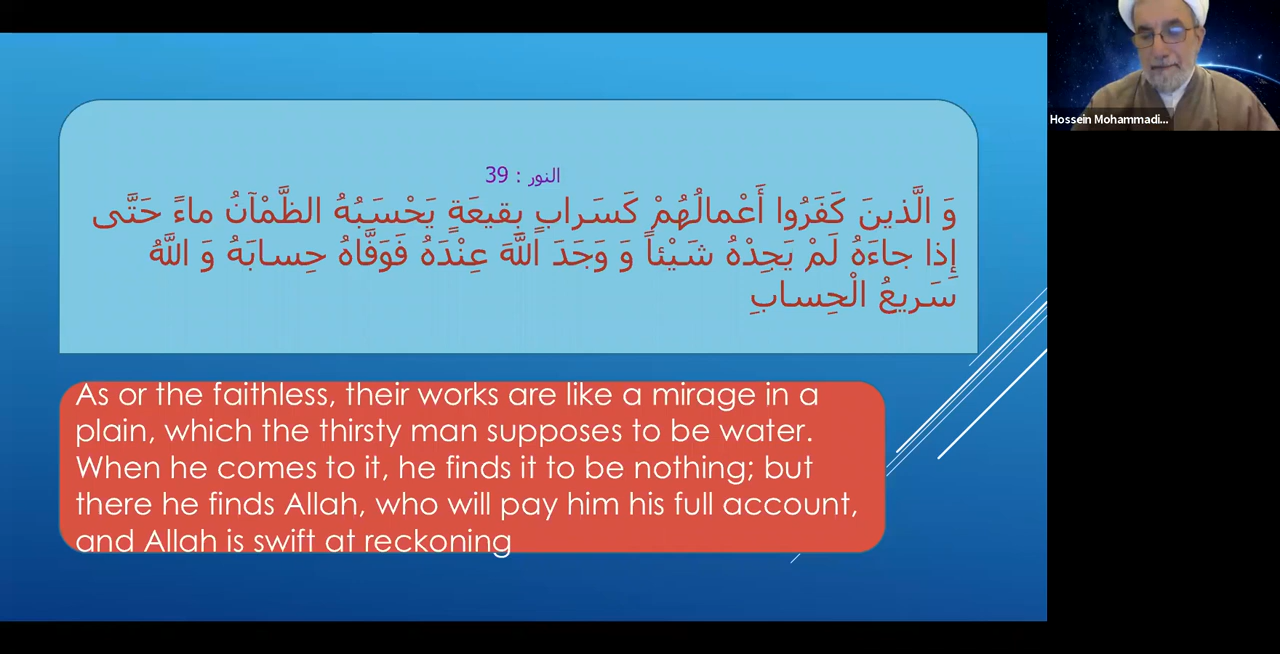 النور : 39
وَ الَّذينَ كَفَرُوا أَعْمالُهُمْ كَسَرابٍ بِقيعَةٍ يَحْسَبُهُ الظَّمْآنُ ماءً حَتَّى
إِذا جاءَهُ لَمْ يَجِدْهُ شَيْئاً وَ وَجَدَ اللَّهَ عِنْدَهُ فَوَفَّاهُ حِسابَهُ وَ اللَّهُ
سَريعُ الْحِسابِ
As or the faithless, their works are like a mirage in a
plain, which the thirsty man supposes to be water.
When he comes to it, he finds it to be nothing; but
there he finds Allah, who will pay him his full account,
and Allah is swift at reckoning
Hossein Mohammadi...